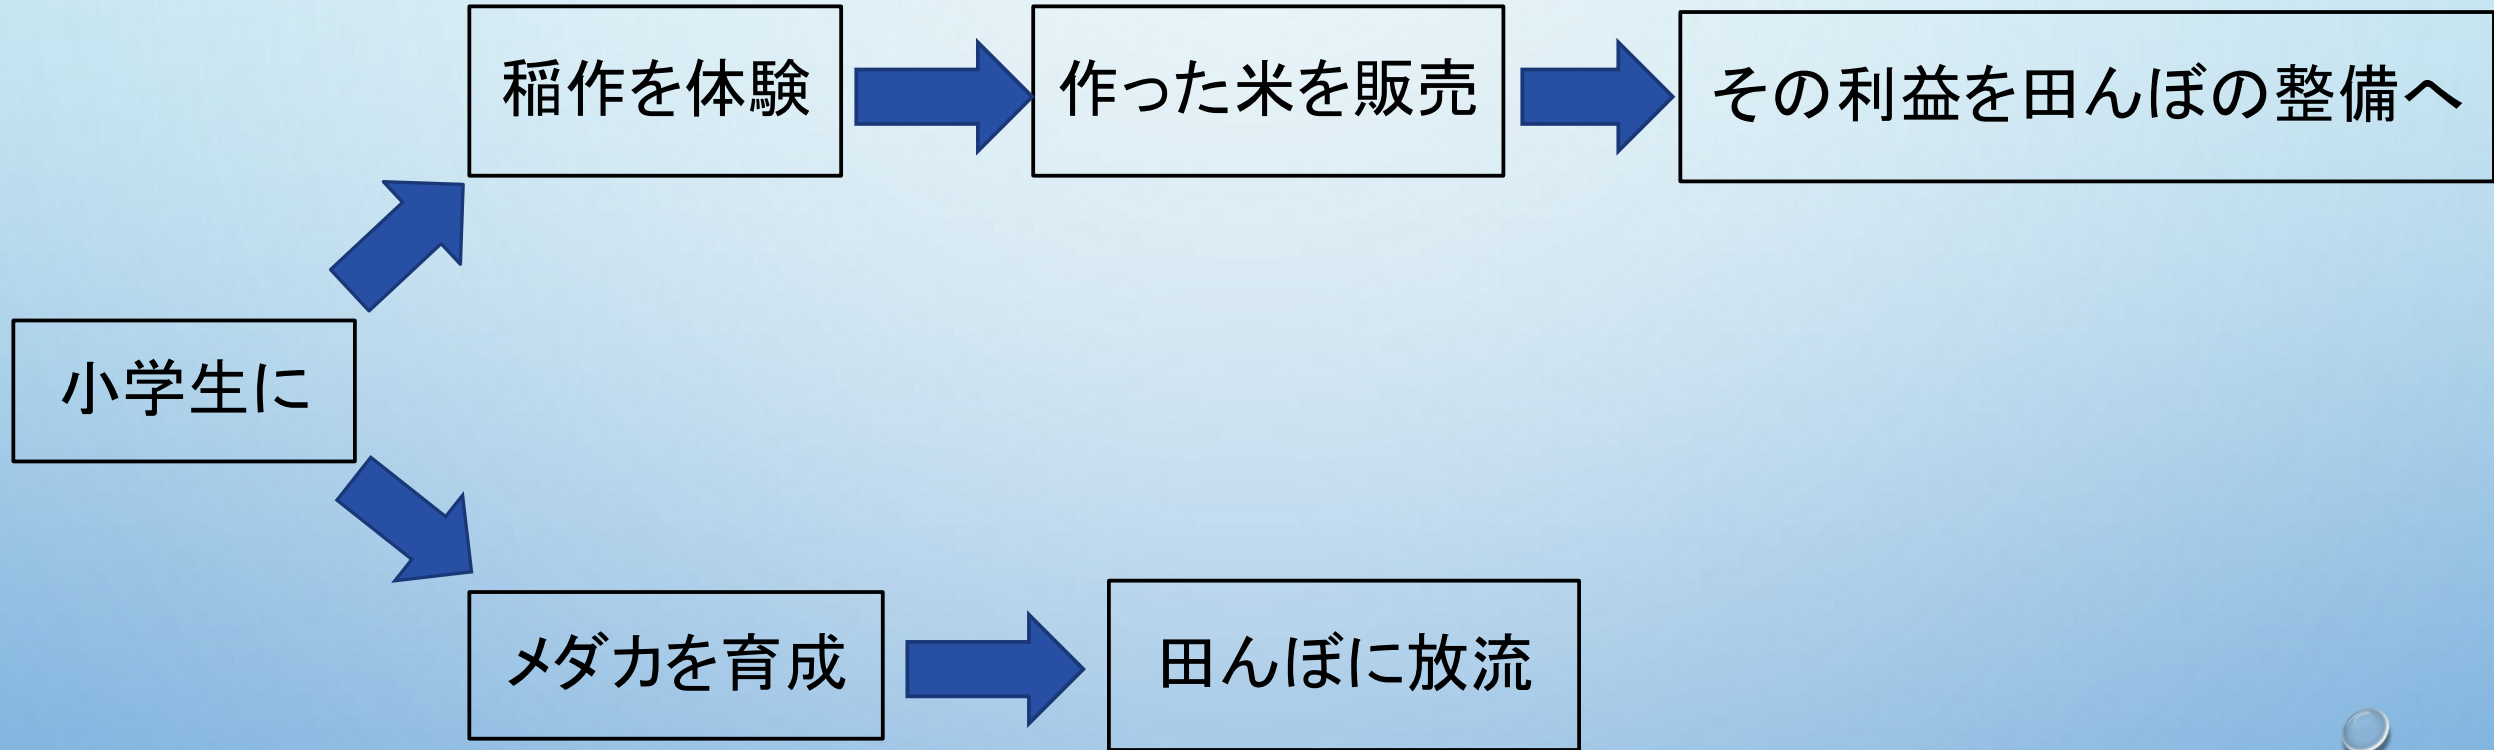 稲作を体験
作った米を販売
その利益を田んぼの整備へ
小学生に
メダカを育成
田んぼに放流